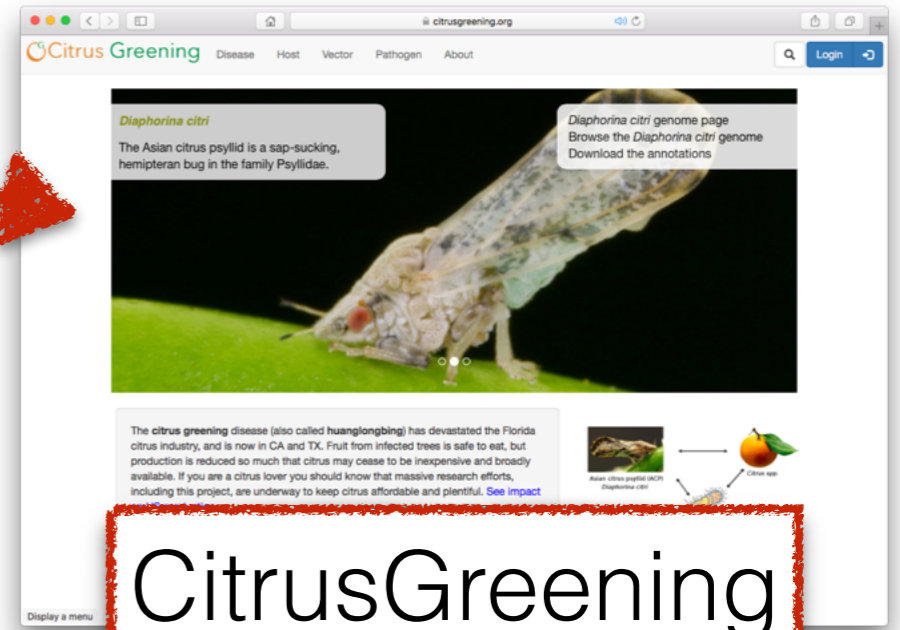 citrusgreening.org
Citrus Greening Disease Host Vector Pathogen About Login
Diaphorina citri
The Asian citrus psyllid is a sap-sucking,
hemipteran bug in the family Psyllidae.
Diaphorina citri genome page
Browse the Diaphorina citri genome
Download the annotations
The citrus greening disease (also called huanglongbing) has devastated the Florida
citrus industry, and is now in CA and TX. Fruit from infected trees is safe to eat, but
production is reduced so much that citrus may cease to be inexpensive and broadly
available. If you are a citrus lover you should know that massive research efforts,
including this project, are underway to keep citrus affordable and plentiful. See impact
Asian citrus psyllid (ACP)
Diaphorina citri
Citrus spp.
CitrusGreening
Display a menu